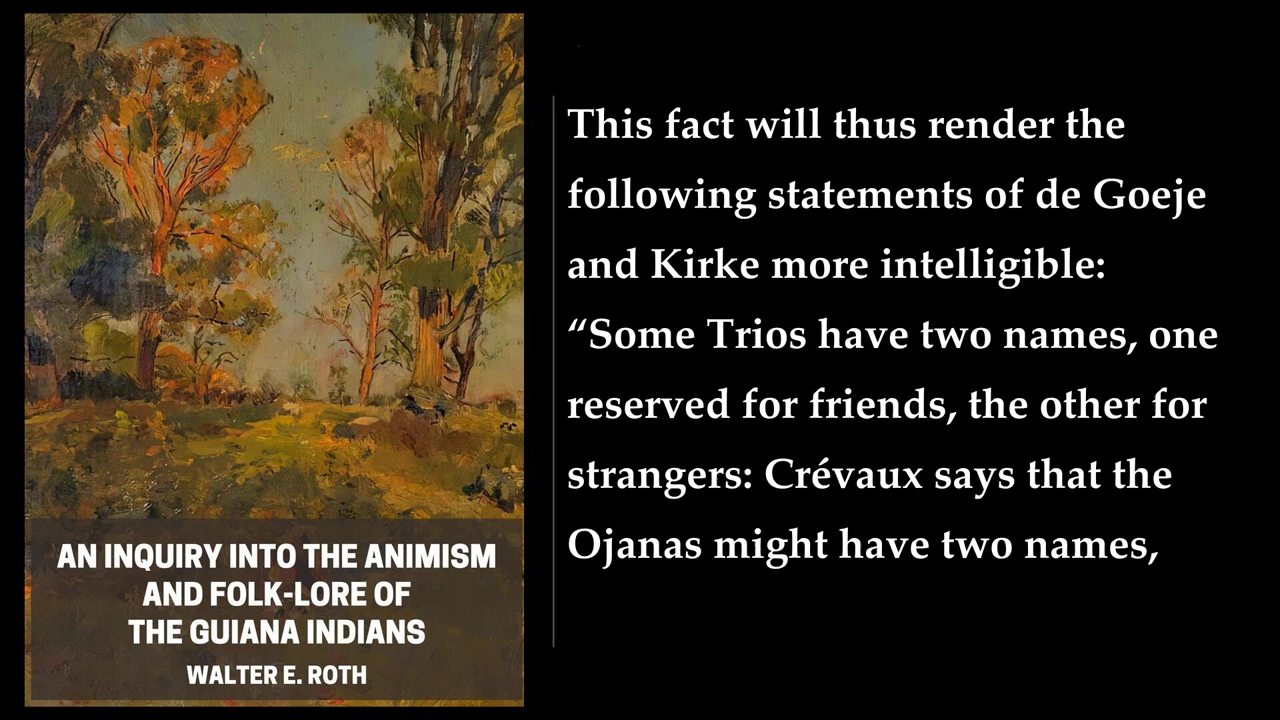 AN INQUIRY INTO THE ANIMISM
AND FOLK-LORE OF
THE GUIANA INDIANS
WALTER E. ROTH
This fact will thus render the
following statements of de Goeje
and Kirke more intelligible:
“Some Trios have two names, one
reserved for friends, the other for
strangers: Crévaux says that the
Ojanas might have two names,